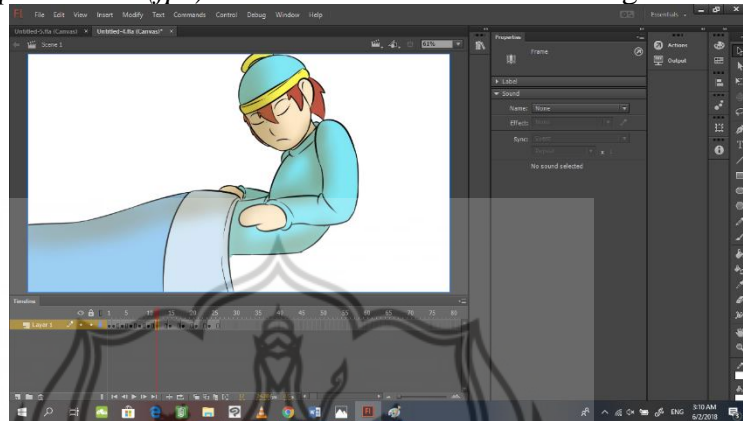 Fl File Edit View Insert Modify Text Commands Control Debug Window Help
Essentials
Untitled-5.fla (Canvas) × Untitled-4.fla (Canvas)* ×
Scene 1
61%
Properties
Frame
Label
Sound
Name: None
Effect: None
Sync:
No sound selected
Actions
Output
Timeline
1 5 10 15 20 25 30 35 40 45 50 55 60 65 70 75 80
Layer 1
ENG
3:10 AM
6/2/2018